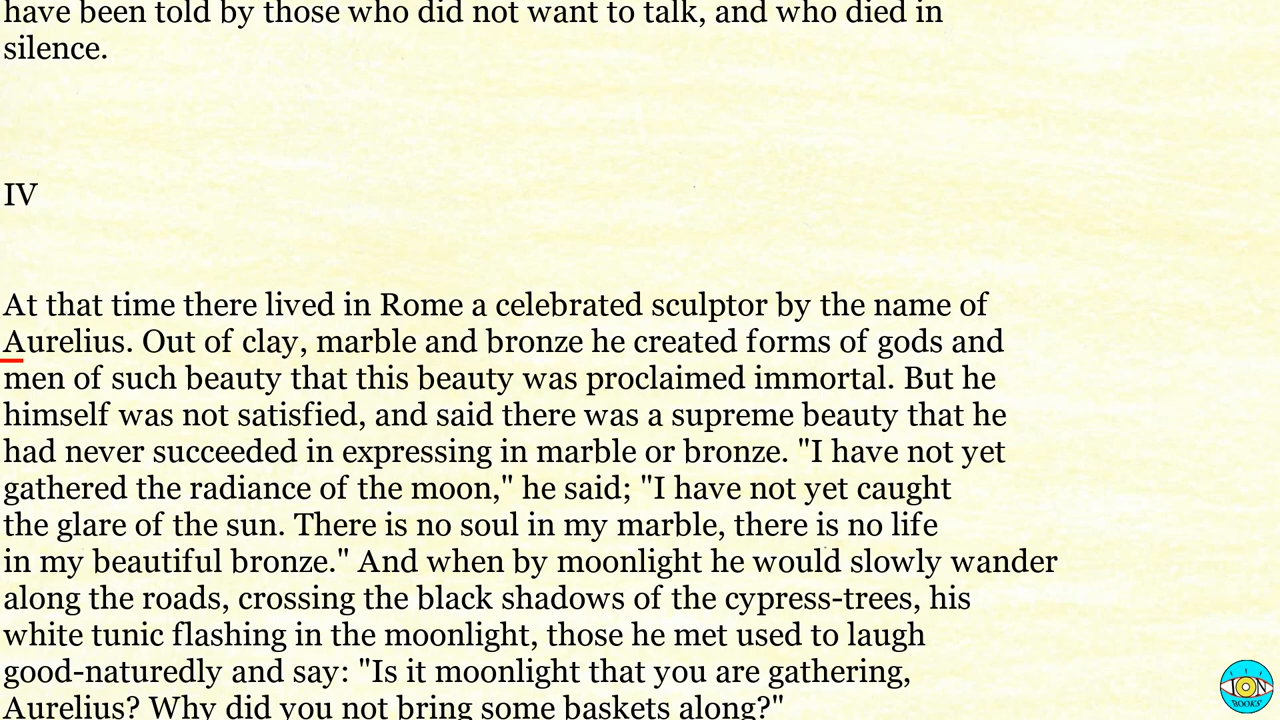 have been told by those who did not want to talk, and who died in
silence.
IV
At that time there lived in Rome a celebrated sculptor by the name of
Aurelius. Out of clay, marble and bronze he created forms of gods and
men of such beauty that this beauty was proclaimed immortal. But he
himself was not satisfied, and said there was a supreme beauty that he
had never succeeded in expressing in marble or bronze. "I have not yet
gathered the radiance of the moon," he said; "I have not yet caught
the glare of the sun. There is no soul in my marble, there is no life
in my beautiful bronze." And when by moonlight he would slowly wander
along the roads, crossing the black shadows of the cypress-trees, his
white tunic flashing in the moonlight, those he met used to laugh
good-naturedly and say: "Is it moonlight that you are gathering,
Aurelius? Why did you not bring some baskets along?"
ION
BOOKS